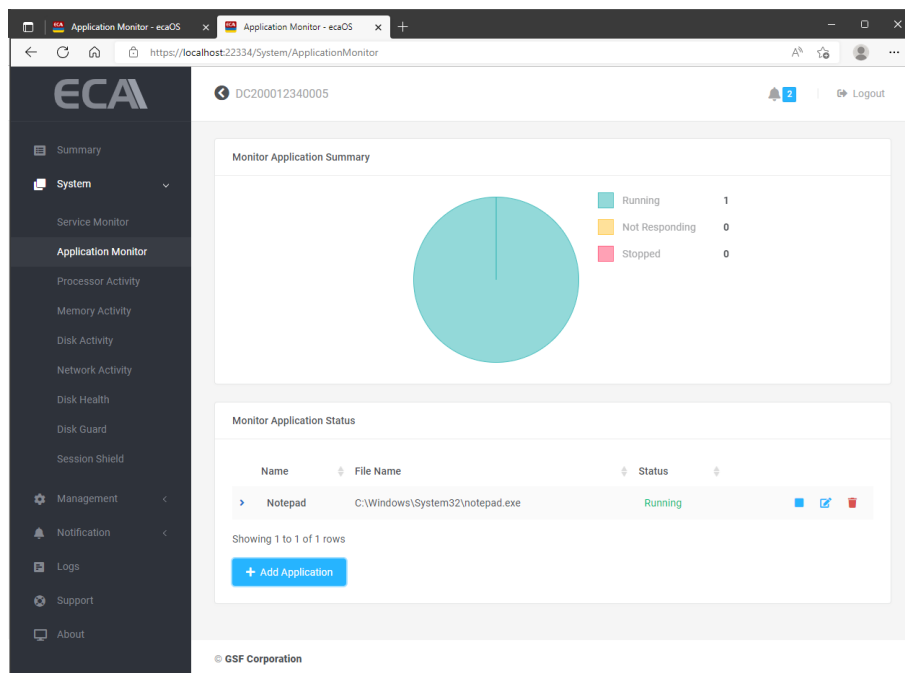 Application Monitor - ecaOS
Application Monitor - ecaOS
https://localhost:22334/System/ApplicationMonitor
ECA
DC200012340005
2
Logout
Summary
System
Service Monitor
Application Monitor
Processor Activity
Memory Activity
Disk Activity
Network Activity
Disk Health
Disk Guard
Session Shield
Management
Notification
Logs
Support
About
Monitor Application Summary
Running 1
Not Responding 0
Stopped 0
Monitor Application Status
Name File Name Status
Notepad C:\Windows\System32\notepad.exe Running
Showing 1 to 1 of 1 rows
+ Add Application
© GSF Corporation